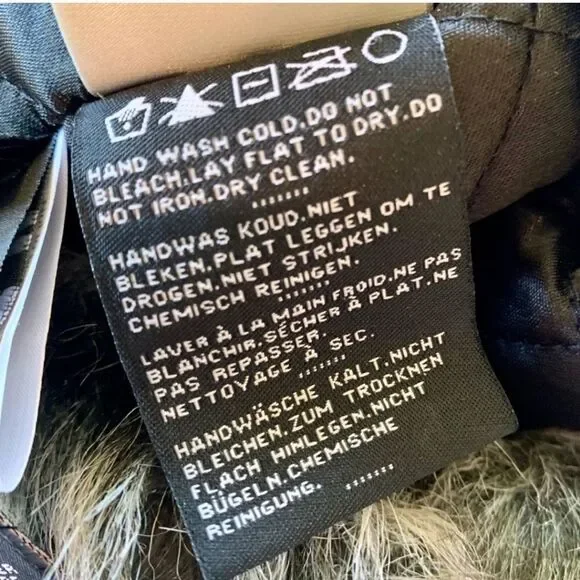 HAND WASH COLD.DO NOT
BLEACH.LAY FLAT TO DRY.DO
NOT IRON.DRY CLEAN.
HANDWAS KOUD.NIET
BLEKEN.PLAT LEGGEN OM TE
DROGEN.NIET STRIJKEN.
CHEMISCH REINIGEN.
LAVER À LA MAIN FROID.NE PAS
BLANCHIR.SÉCHER À PLAT.NE
PAS REPASSER.
NETTOYAGE À SEC.
HANDWÄSCHE KALT.NICHT
BLEICHEN.ZUM TROCKNEN
FLACH HINLEGEN.NICHT
BÜGELN.CHEMISCHE
REINIGUNG.